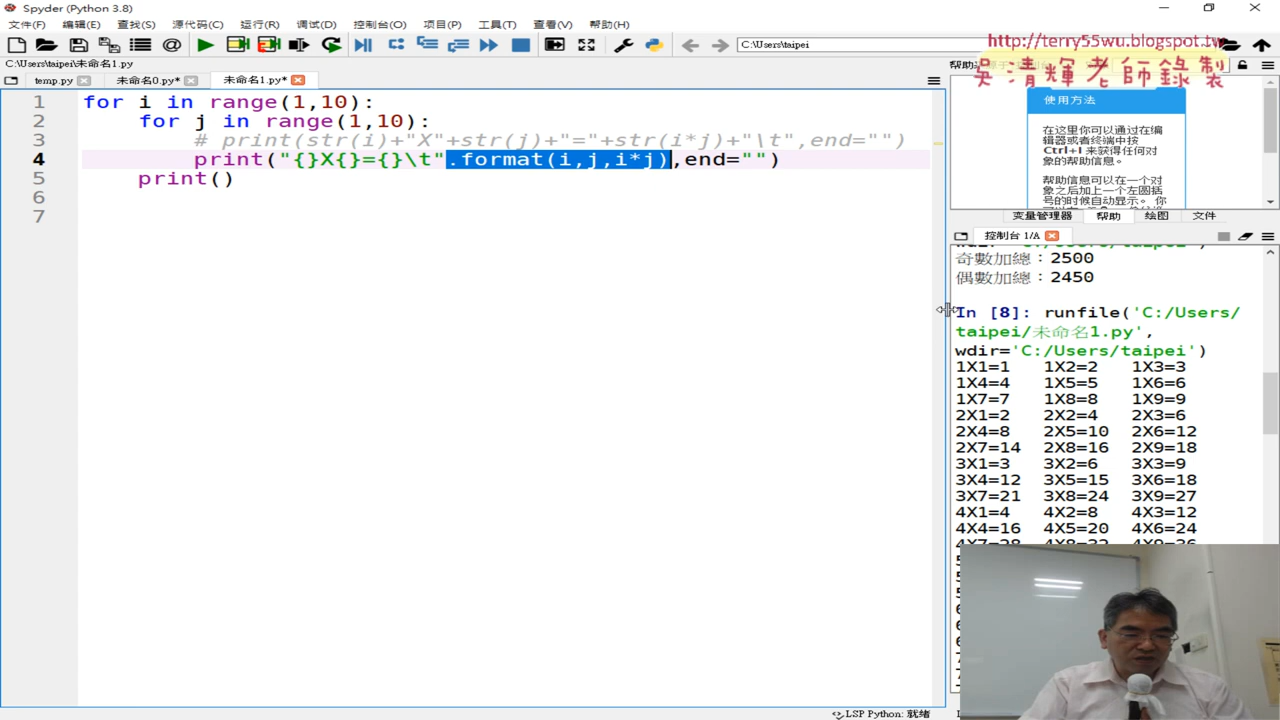 Spyder (Python 3.8)
文件(F) 编辑(E) 查找(S) 源代码(C) 运行(R) 调试(D) 控制台(O) 项目(P) 工具(T) 查看(V) 帮助(H)
C:\Users\taipei
http://terry55wu.blogspot.tw
吳清輝老師錄製
C:\Users\taipei\未命名1.py
temp.py 未命名0.py* 未命名1.py*
1 for i in range(1,10):
2 for j in range(1,10):
3 # print(str(i)+"X"+str(j)+"="+str(i*j)+"\t",end="")
4 print("{}X{}={}\t".format(i,j,i*j),end="")
5 print()
6
7
帮助
使用方法
在这里你可以通过在编
辑器或者终端中按
Ctrl+I 来获得任何对
象的帮助信息。
帮助信息可以在一个对
象之后加上一个左圆括
号的时候自动显示。 你
变量管理器 帮助 绘图 文件
控制台 1/A
奇數加總：2500
偶數加總：2450
In [8]: runfile('C:/Users/
taipei/未命名1.py',
wdir='C:/Users/taipei')
1X1=1 1X2=2 1X3=3
1X4=4 1X5=5 1X6=6
1X7=7 1X8=8 1X9=9
2X1=2 2X2=4 2X3=6
2X4=8 2X5=10 2X6=12
2X7=14 2X8=16 2X9=18
3X1=3 3X2=6 3X3=9
3X4=12 3X5=15 3X6=18
3X7=21 3X8=24 3X9=27
4X1=4 4X2=8 4X3=12
4X4=16 4X5=20 4X6=24
4X7=28 4X8=32 4X9=36
LSP Python: 就绪